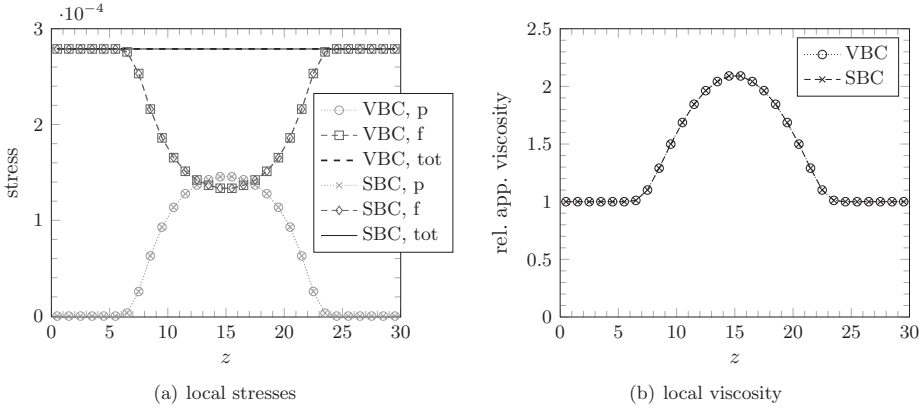 ·10⁻⁴
3
2
1
0
stress
0 5 10 15 20 25 30
z
VBC, p
VBC, f
VBC, tot
SBC, p
SBC, f
SBC, tot
(a) local stresses
2.5
2
1.5
1
0.5
0
rel. app. viscosity
0 5 10 15 20 25 30
z
VBC
SBC
(b) local viscosity